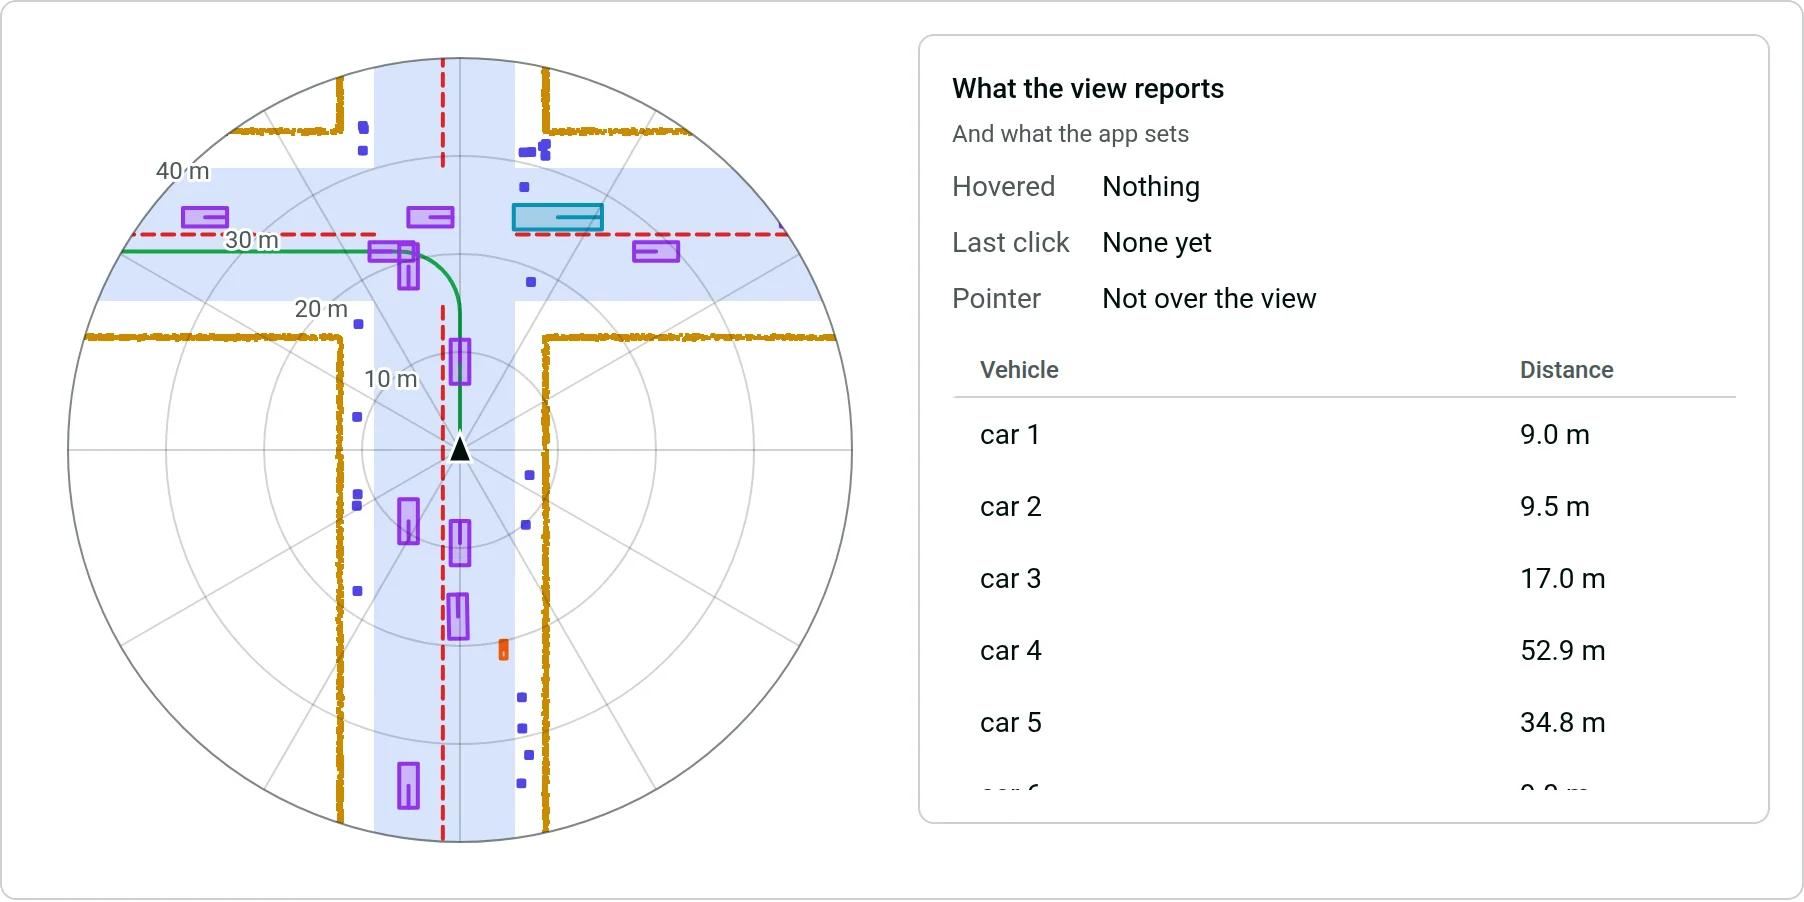 40 m
30 m
20 m
10 m
What the view reports
And what the app sets
Hovered Nothing
Last click None yet
Pointer Not over the view
Vehicle Distance
car 1 9.0 m
car 2 9.5 m
car 3 17.0 m
car 4 52.9 m
car 5 34.8 m